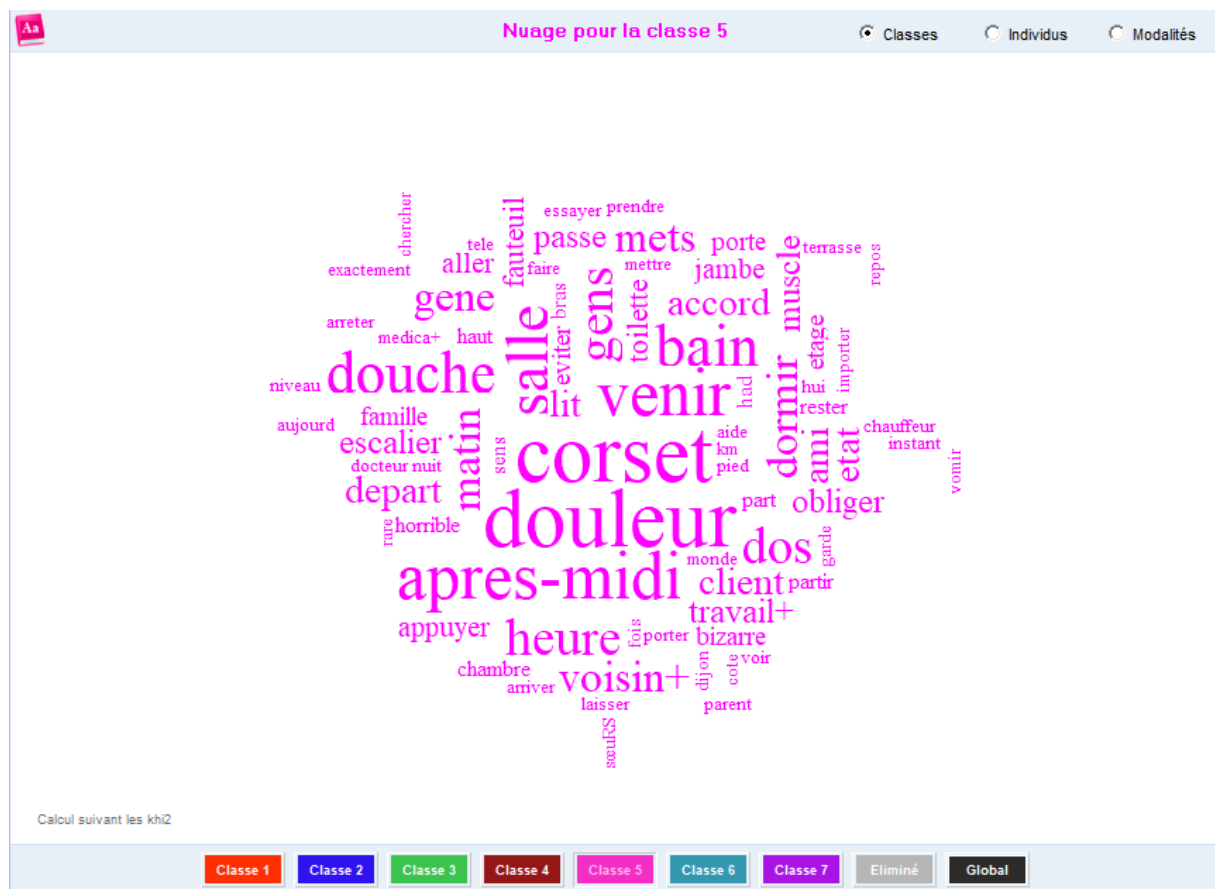 Aa
Nuage pour la classe 5
Classes
Individus
Modalités
chercher
essayer
prendre
fauteuil
passe
mets
porte
muscle
terrasse
repos
tele
aller
exactement
faire
mettre
jambe
gene
bras
gens
toilette
accord
arreter
medica+
haut
salle
eviter
bain
etage
importer
niveau
douche
lit
venir
had
dormir
hui
rester
aujourd
famille
escalier
matin
sens
corset
aide
km
pied
ami
etat
chauffeur
instant
vomir
docteur
nuit
depart
part
obliger
rare
horrible
douleur
monde
dos
garde
apres-midi
client
partir
travail+
appuyer
heure
fois
porter
bizarre
chambre
arriver
voisin+
dijon
cote
voir
laisser
parent
sœuRS
Calcul suivant les khi2
Classe 1
Classe 2
Classe 3
Classe 4
Classe 5
Classe 6
Classe 7
Eliminé
Global